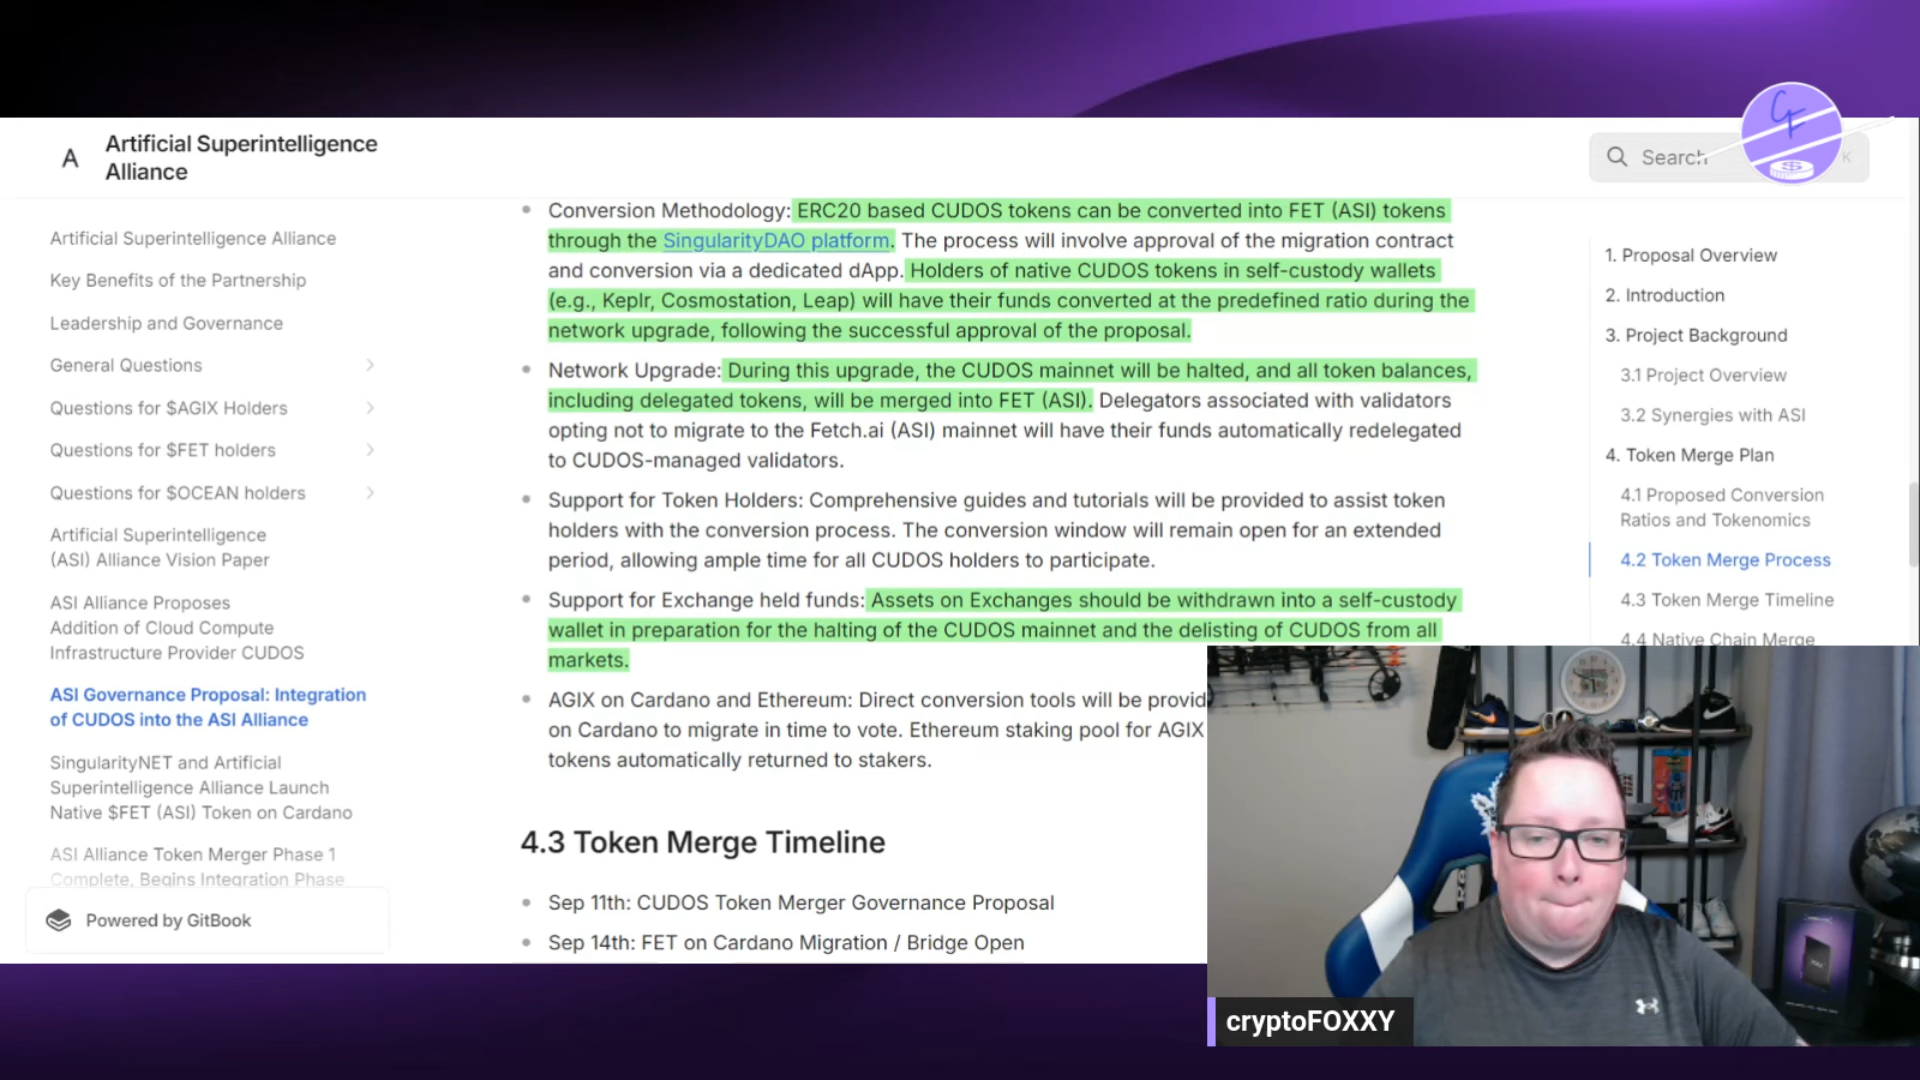 A
Artificial Superintelligence
Alliance
Search
K
Artificial Superintelligence Alliance
Key Benefits of the Partnership
Leadership and Governance
General Questions
Questions for $AGIX Holders
Questions for $FET holders
Questions for $OCEAN holders
Artificial Superintelligence
(ASI) Alliance Vision Paper
ASI Alliance Proposes
Addition of Cloud Compute
Infrastructure Provider CUDOS
ASI Governance Proposal: Integration
of CUDOS into the ASI Alliance
SingularityNET and Artificial
Superintelligence Alliance Launch
Native $FET (ASI) Token on Cardano
ASI Alliance Token Merger Phase 1
Complete, Begins Integration Phase
Powered by GitBook
Conversion Methodology: ERC20 based CUDOS tokens can be converted into FET (ASI) tokens
through the SingularityDAO platform. The process will involve approval of the migration contract
and conversion via a dedicated dApp. Holders of native CUDOS tokens in self-custody wallets
(e.g., Keplr, Cosmostation, Leap) will have their funds converted at the predefined ratio during the
network upgrade, following the successful approval of the proposal.
Network Upgrade: During this upgrade, the CUDOS mainnet will be halted, and all token balances,
including delegated tokens, will be merged into FET (ASI). Delegators associated with validators
opting not to migrate to the Fetch.ai (ASI) mainnet will have their funds automatically redelegated
to CUDOS-managed validators.
Support for Token Holders: Comprehensive guides and tutorials will be provided to assist token
holders with the conversion process. The conversion window will remain open for an extended
period, allowing ample time for all CUDOS holders to participate.
Support for Exchange held funds: Assets on Exchanges should be withdrawn into a self-custody
wallet in preparation for the halting of the CUDOS mainnet and the delisting of CUDOS from all
markets.
AGIX on Cardano and Ethereum: Direct conversion tools will be provid
on Cardano to migrate in time to vote. Ethereum staking pool for AGIX
tokens automatically returned to stakers.
4.3 Token Merge Timeline
Sep 11th: CUDOS Token Merger Governance Proposal
Sep 14th: FET on Cardano Migration / Bridge Open
1. Proposal Overview
2. Introduction
3. Project Background
3.1 Project Overview
3.2 Synergies with ASI
4. Token Merge Plan
4.1 Proposed Conversion
Ratios and Tokenomics
4.2 Token Merge Process
4.3 Token Merge Timeline
4.4 Native Chain Merge
cryptoFOXXY